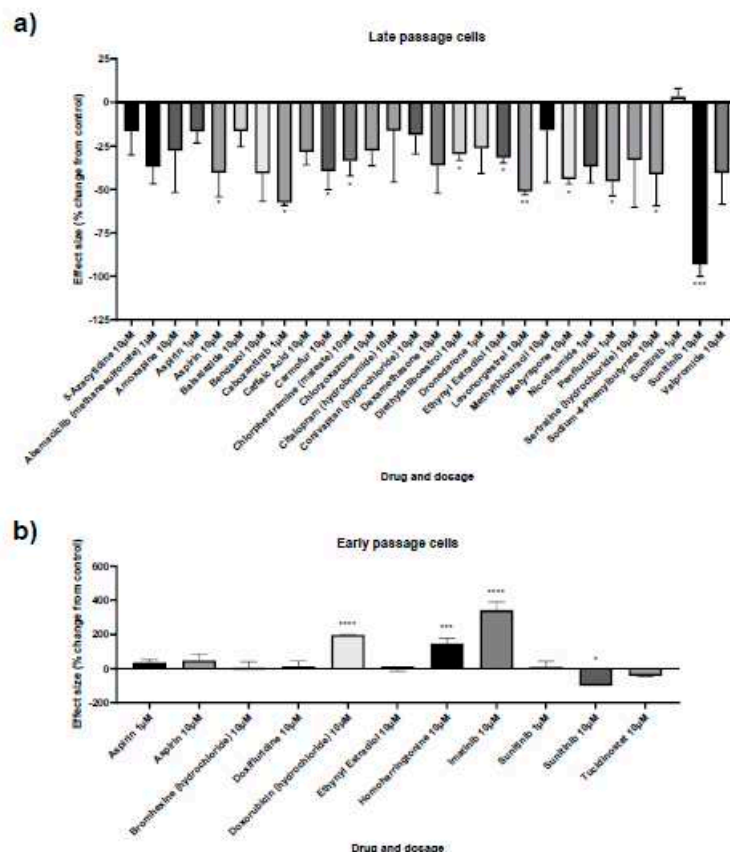 a)
Late passage cells
Effect size (% change from control)
25
0
-25
-50
-75
-100
-125
*
*
*
*
*
*
**
*
*
*
***
5-Azacytidine 10µM
Abemaciclib (methanesulfonate) 1µM
Amoxapine 10µM
Aspirin 1µM
Aspirin 10µM
Balsalazide 10µM
Bendazol 10µM
Cabozantinib 1µM
Caffeic Acid 10µM
Carmofur 10µM
Chlorpheniramine (maleate) 10µM
Chlorzoxazone 10µM
Citalopram (hydrobromide) 10µM
Conivaptan (hydrochloride) 10µM
Dexamethasone 10µM
Diethylstilboestrol 10µM
Dronedarone 1µM
Ethynyl Estradiol 10µM
Levonorgestrel 10µM
Methylthiouracil 10µM
Metyrapone 10µM
Nicotinamide 1µM
Penfluridol 1µM
Sertraline (hydrochloride) 10µM
Sodium 4-Phenylbutyrate 10µM
Sunitinib 1µM
Sunitinib 10µM
Valpromide 10µM
Drug and dosage
b)
Early passage cells
Effect size (% change from control)
600
400
200
0
-200
****
***
****
*
Aspirin 1µM
Aspirin 10µM
Bromhexine (hydrochloride) 10µM
Doxifluridine 10µM
Doxorubicin (hydrochloride) 10µM
Ethynyl Estradiol 10µM
Homoharringtonine 10µM
Imatinib 10µM
Sunitinib 1µM
Sunitinib 10µM
Tucidinostat 10µM
Drug and dosage